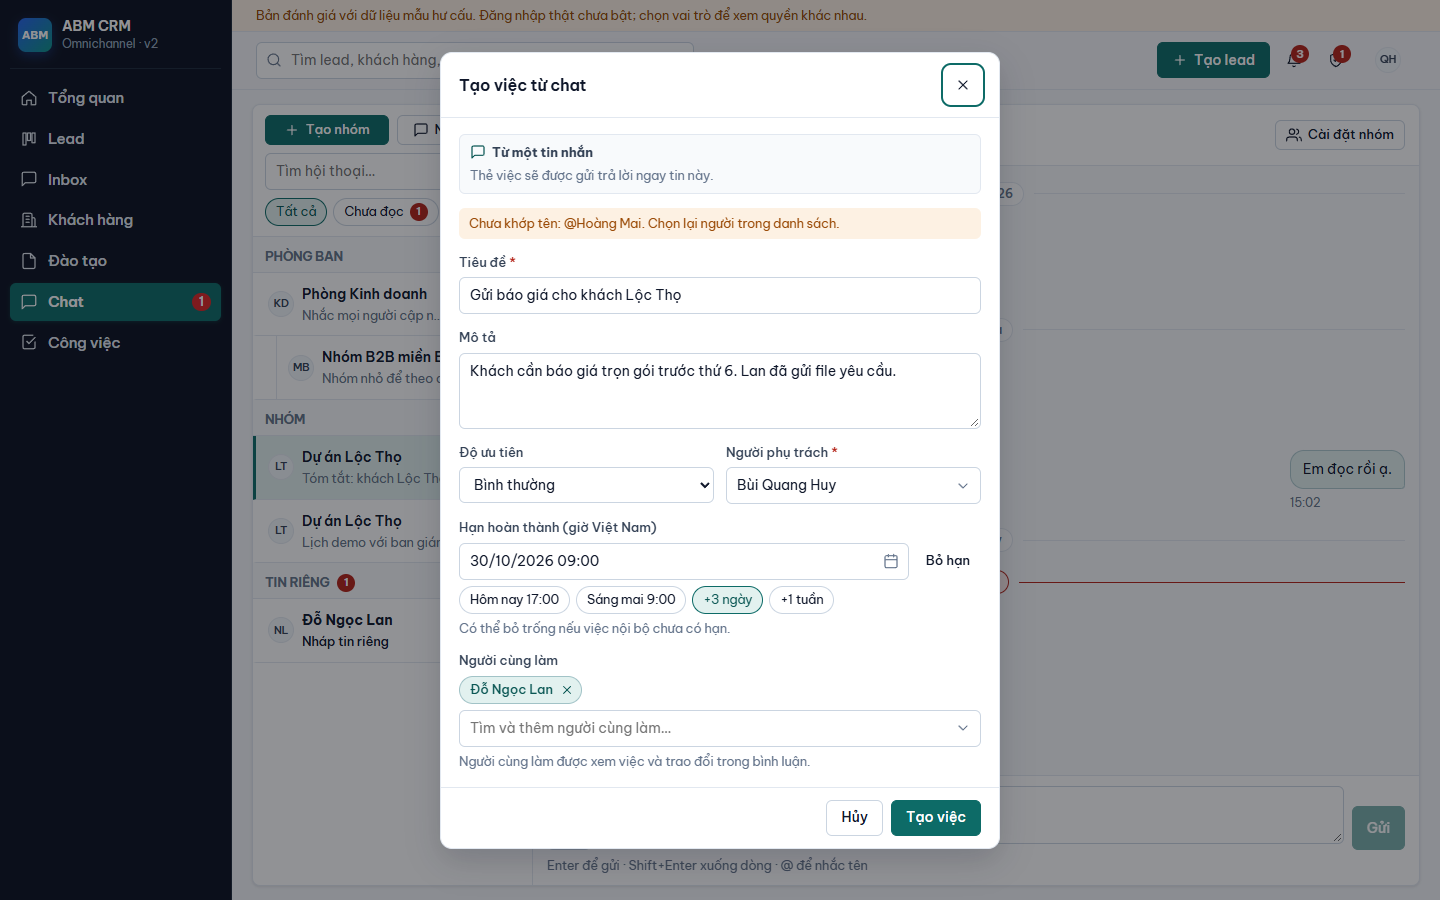 Bản đánh giá với dữ liệu mẫu hư cấu. Đăng nhập thật chưa bật; chọn vai trò để xem quyền khác nhau.
ABM
ABM CRM
Omnichannel · v2
Tổng quan
Lead
Inbox
Khách hàng
Đào tạo
Chat
1
Công việc
Tìm lead, khách hàng,
+ Tạo lead
3
1
QH
+ Tạo nhóm
Tìm hội thoại...
Tất cả
Chưa đọc 1
PHÒNG BAN
KD
Phòng Kinh doanh
Nhắc mọi người cập n...
MB
Nhóm B2B miền
Nhóm nhỏ để theo
NHÓM
LT
Dự án Lộc Thọ
Tóm tắt: khách Lộc
LT
Dự án Lộc Thọ
Lịch demo với ban
TIN RIÊNG 1
NL
Đỗ Ngọc Lan
Nháp tin riêng
Cài đặt nhóm
26
Em đọc rồi ạ.
15:02
Gửi
Enter để gửi · Shift+Enter xuống dòng · @ để nhắc tên
Tạo việc từ chat
Từ một tin nhắn
Thẻ việc sẽ được gửi trả lời ngay tin này.
Chưa khớp tên: @Hoàng Mai. Chọn lại người trong danh sách.
Tiêu đề *
Gửi báo giá cho khách Lộc Thọ
Mô tả
Khách cần báo giá trọn gói trước thứ 6. Lan đã gửi file yêu cầu.
Độ ưu tiên
Người phụ trách *
Bình thường
Bùi Quang Huy
Hạn hoàn thành (giờ Việt Nam)
30/10/2026 09:00
Bỏ hạn
Hôm nay 17:00
Sáng mai 9:00
+3 ngày
+1 tuần
Có thể bỏ trống nếu việc nội bộ chưa có hạn.
Người cùng làm
Đỗ Ngọc Lan
Tìm và thêm người cùng làm...
Người cùng làm được xem việc và trao đổi trong bình luận.
Hủy
Tạo việc